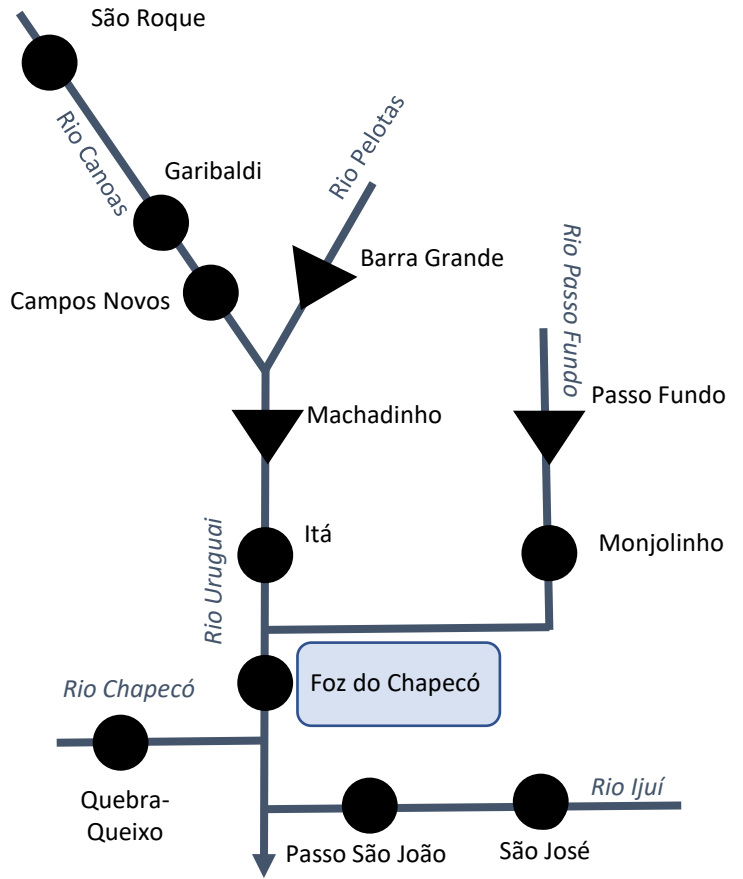 São Roque
Rio Canoas
Garibaldi
Rio Pelotas
Barra Grande
Campos Novos
Rio Passo Fundo
Passo Fundo
Machadinho
Itá
Monjolinho
Rio Uruguai
Foz do Chapecó
Rio Chapecó
Quebra-
Queixo
Rio Ijuí
Passo São João
São José